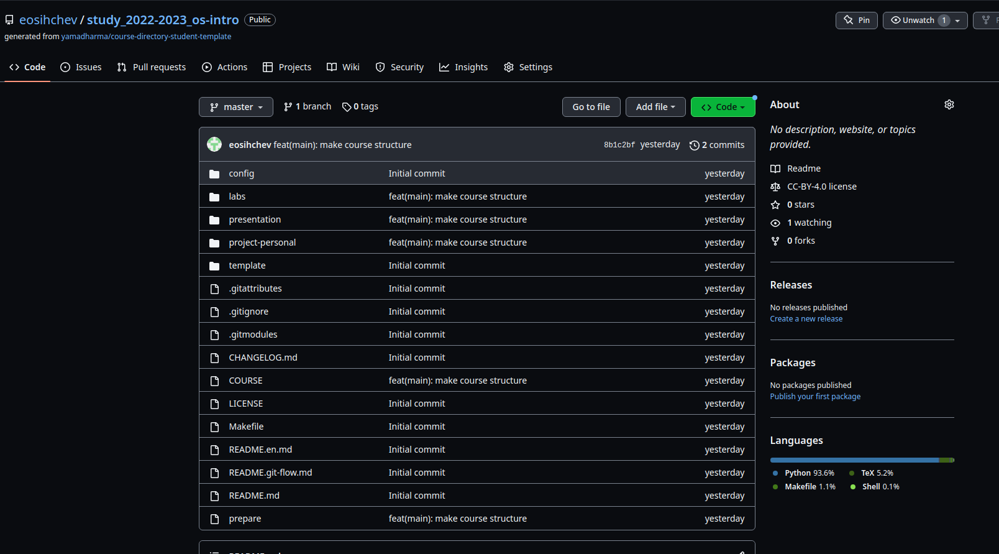 eosihchev / study_2022-2023_os-intro Public
Pin Unwatch 1
generated from yamadharma/course-directory-student-template
Code Issues Pull requests Actions Projects Wiki Security Insights Settings
master 1 branch 0 tags Go to file Add file Code
eosihchev feat(main): make course structure 8b1c2bf yesterday 2 commits
config Initial commit yesterday
labs feat(main): make course structure yesterday
presentation feat(main): make course structure yesterday
project-personal feat(main): make course structure yesterday
template Initial commit yesterday
.gitattributes Initial commit yesterday
.gitignore Initial commit yesterday
.gitmodules Initial commit yesterday
CHANGELOG.md Initial commit yesterday
COURSE feat(main): make course structure yesterday
LICENSE Initial commit yesterday
Makefile Initial commit yesterday
README.en.md Initial commit yesterday
README.git-flow.md Initial commit yesterday
README.md Initial commit yesterday
prepare feat(main): make course structure yesterday
About
No description, website, or topics
provided.
Readme
CC-BY-4.0 license
0 stars
1 watching
0 forks
Releases
No releases published
Create a new release
Packages
No packages published
Publish your first package
Languages
Python 93.6% TeX 5.2%
Makefile 1.1% Shell 0.1%